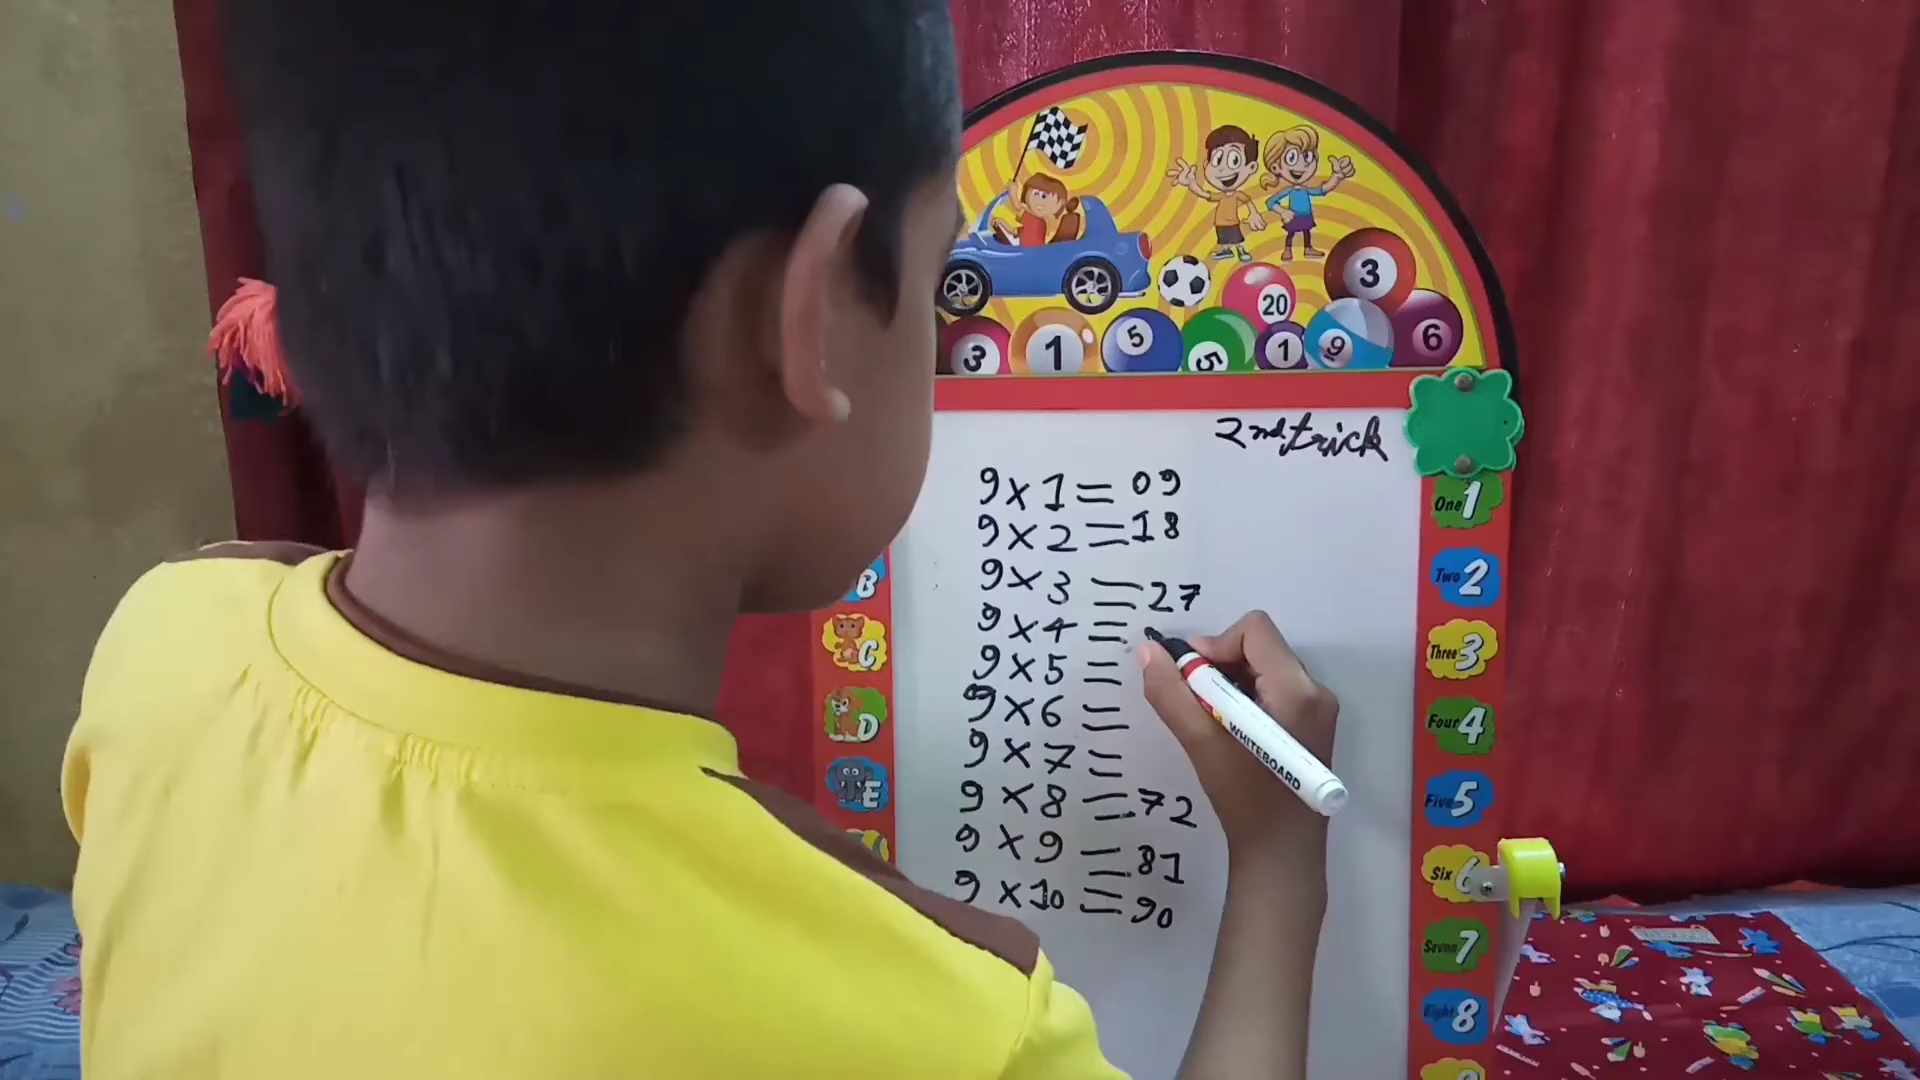 3
20
3
1
5
5
1
9
6
2nd trick
9 x 1 = 09
9 x 2 = 18
9 x 3 = 27
9 x 4 =
9 x 5 =
9 x 6 =
9 x 7 =
9 x 8 = 72
9 x 9 = 81
9 x 10 = 90
B
C
D
E
One 1
Two 2
Three 3
Four 4
Five 5
Six 6
Seven 7
Eight 8
WHITEBOARD